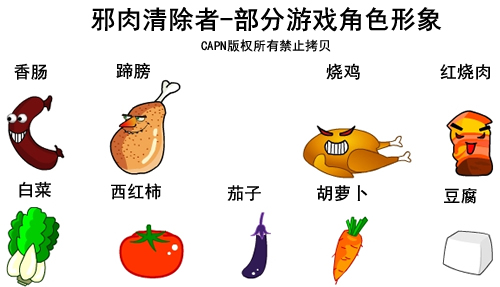 邪肉清除者-部分游戏角色形象
CAPN版权所有禁止拷贝
香肠 蹄膀 烧鸡 红烧肉
白菜 西红柿 茄子 胡萝卜 豆腐